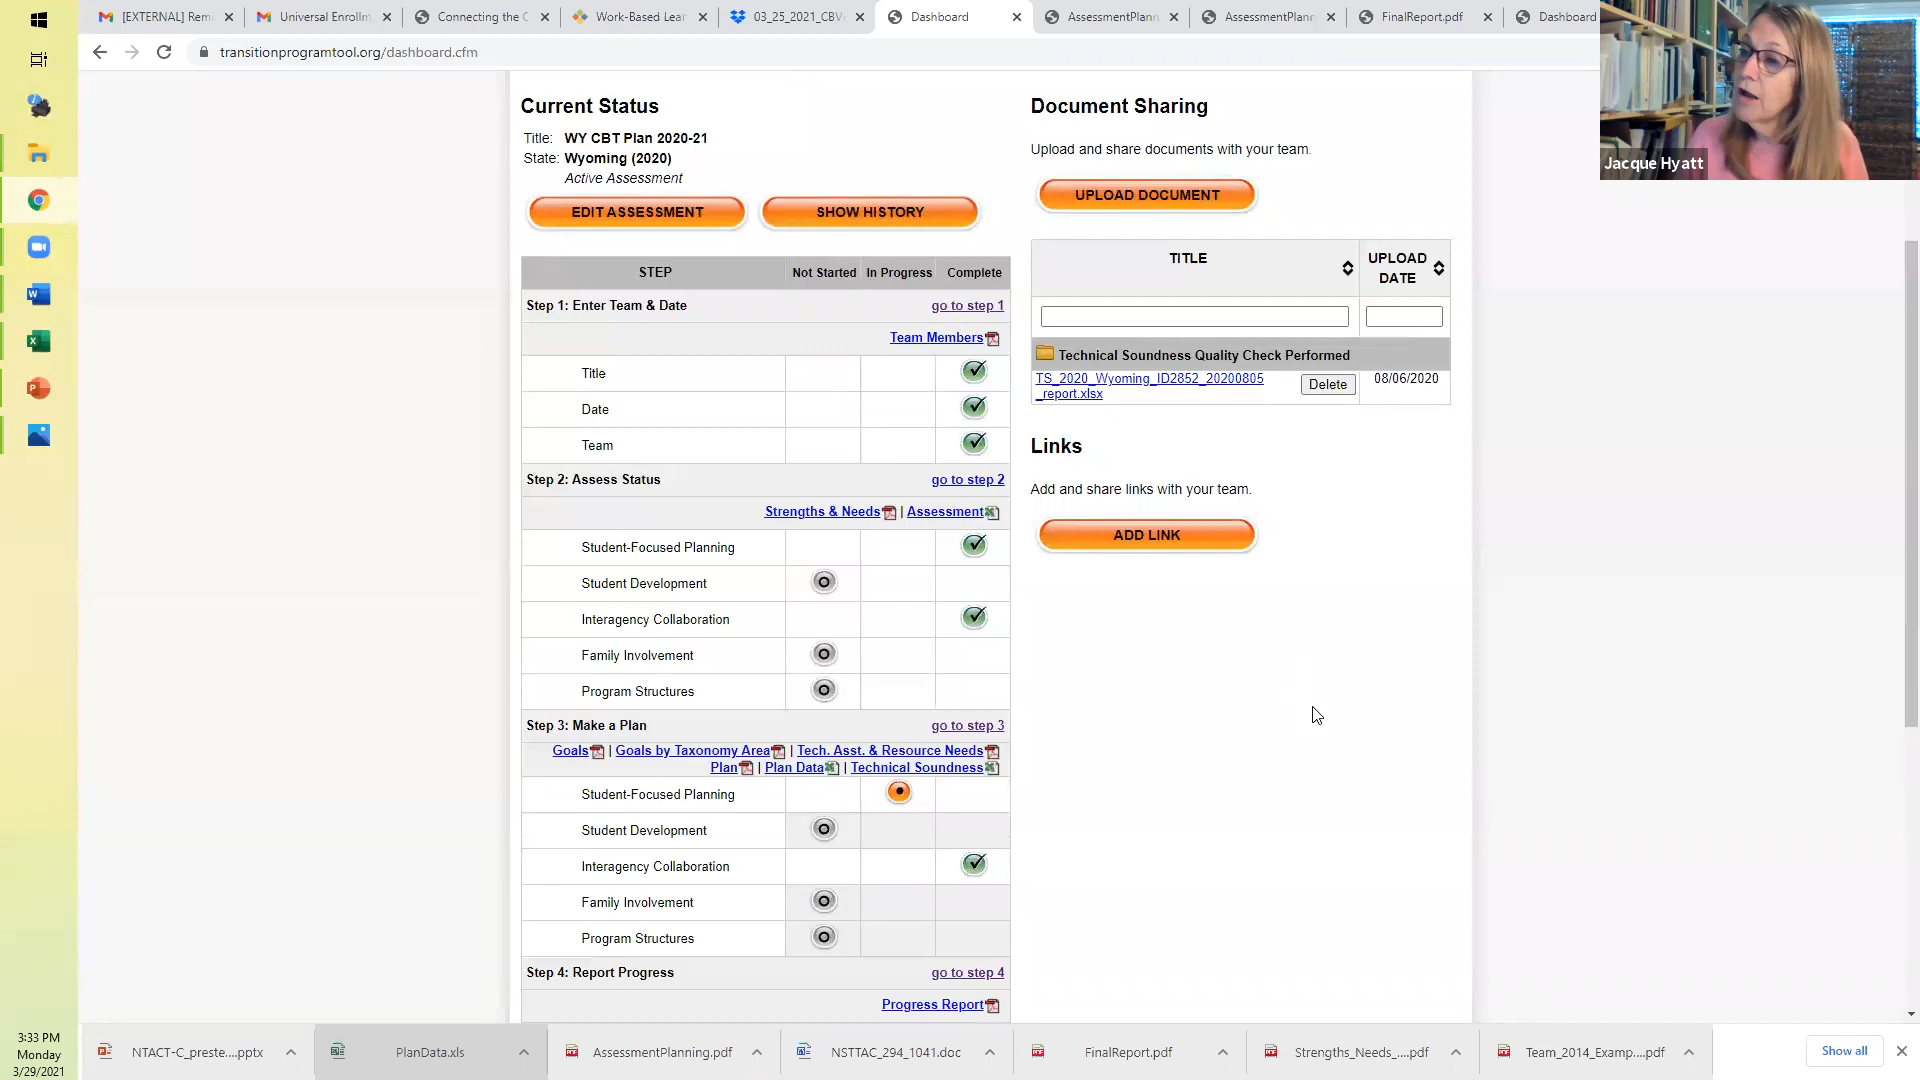 [EXTERNAL] Rem
Universal Enrollm
Connecting the C
Work-Based Lear
03_25_2021_CBV
Dashboard
AssessmentPlann
AssessmentPlann
FinalReport.pdf
Dashboard
transitionprogramtool.org/dashboard.cfm
Jacque Hyatt
Current Status
Title: WY CBT Plan 2020-21
State: Wyoming (2020)
Active Assessment
EDIT ASSESSMENT
SHOW HISTORY
STEP Not Started In Progress Complete
Step 1: Enter Team & Date go to step 1
Team Members
Title
Date
Team
Step 2: Assess Status go to step 2
Strengths & Needs | Assessment
Student-Focused Planning
Student Development
Interagency Collaboration
Family Involvement
Program Structures
Step 3: Make a Plan go to step 3
Goals | Goals by Taxonomy Area | Tech. Asst. & Resource Needs
Plan | Plan Data | Technical Soundness
Student-Focused Planning
Student Development
Interagency Collaboration
Family Involvement
Program Structures
Step 4: Report Progress go to step 4
Progress Report
Document Sharing
Upload and share documents with your team.
UPLOAD DOCUMENT
TITLE
UPLOAD
DATE
Technical Soundness Quality Check Performed
TS_2020_Wyoming_ID2852_20200805
_report.xlsx
Delete
08/06/2020
Links
Add and share links with your team.
ADD LINK
3:33 PM
Monday
3/29/2021
NTACT-C_preste....pptx
PlanData.xls
AssessmentPlanning.pdf
NSTTAC_294_1041.doc
FinalReport.pdf
Strengths_Needs_....pdf
Team_2014_Examp....pdf
Show all